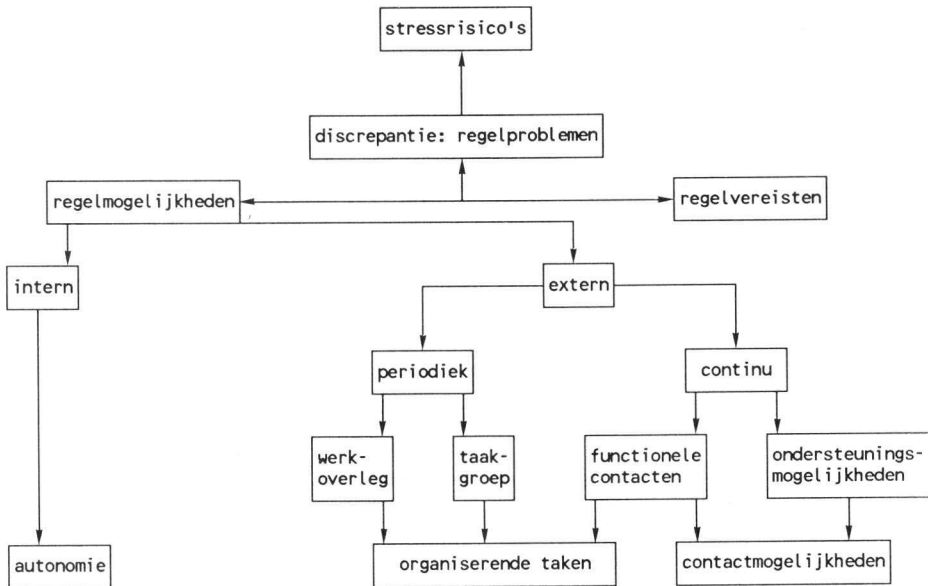 stressrisico's
discrepantie: regelproblemen
regelmogelijkheden
regelvereisten
intern
extern
periodiek
continu
werk-
overleg
taak-
groep
functionele
contacten
ondersteunings-
mogelijkheden
autonomie
organiserende taken
contactmogelijkheden